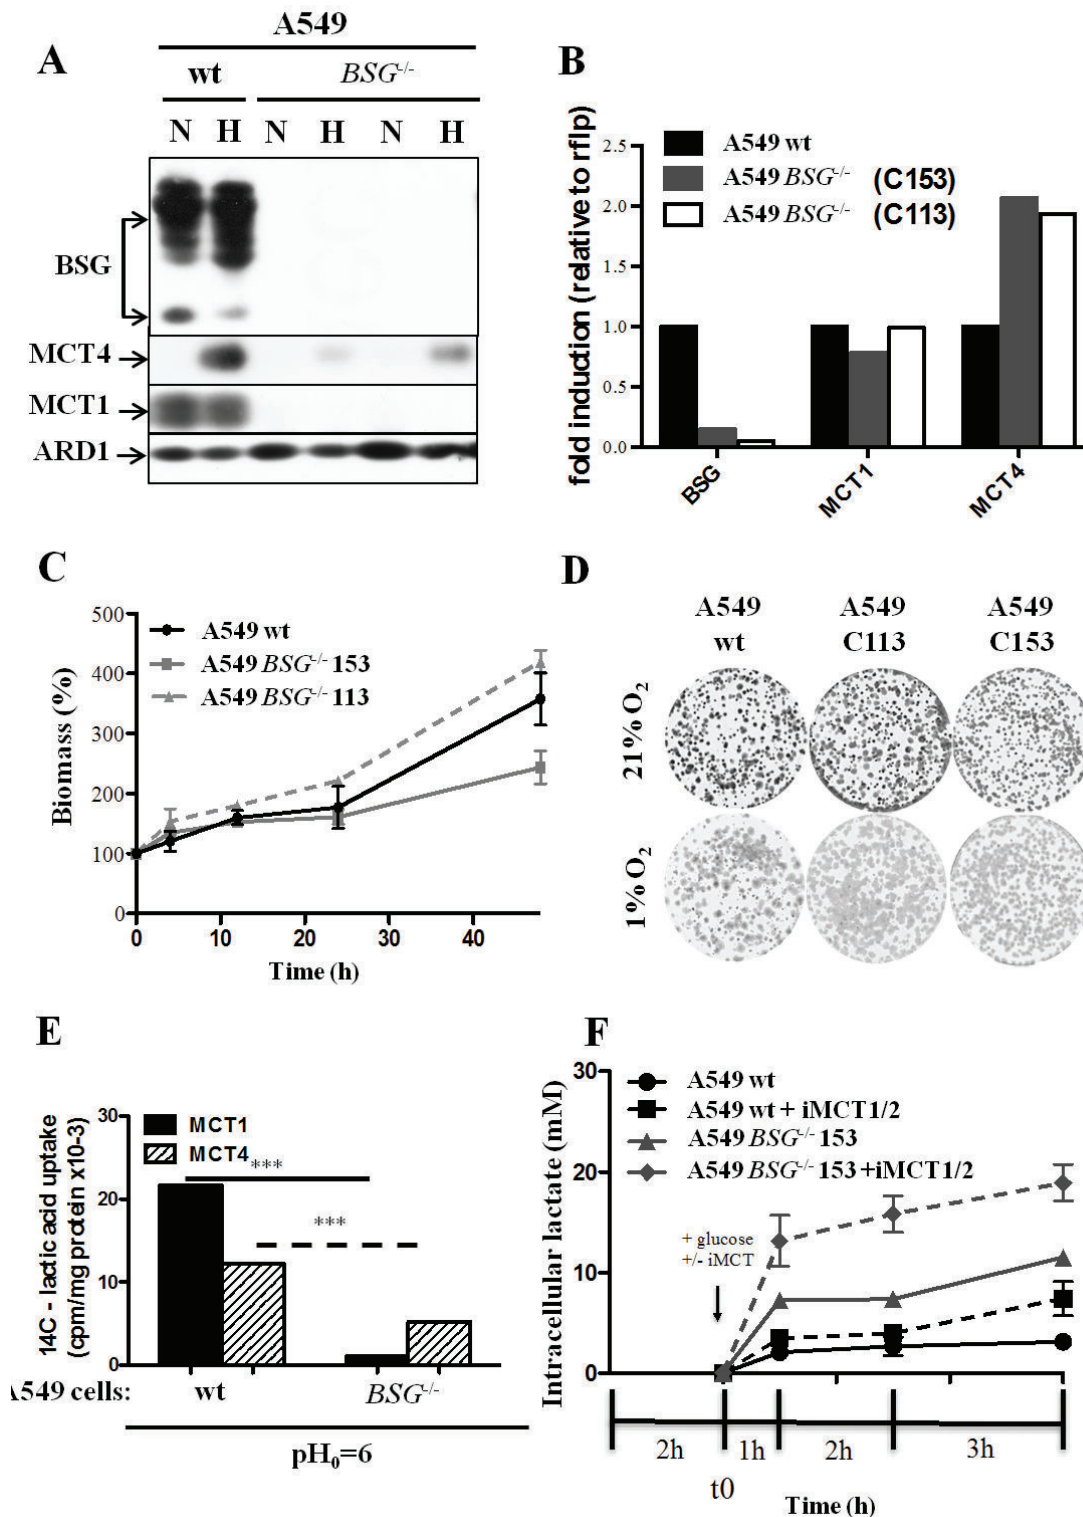 A
A549
wt
BSG-/-
N H N H N H
BSG
MCT4
MCT1
ARD1
B
fold induction (relative to rflp)
2.5
2.0
1.5
1.0
0.5
0.0
A549 wt
A549 BSG-/- (C153)
A549 BSG-/- (C113)
BSG
MCT1
MCT4
C
Biomass (%)
500
400
300
200
100
0
A549 wt
A549 BSG-/- 153
A549 BSG-/- 113
0 10 20 30 40
Time (h)
D
A549 wt
A549 C113
A549 C153
21% O2
1% O2
E
14C - lactic acid uptake
(cpm/mg protein x10-3)
30
20
10
0
MCT1
MCT4
***
***
A549 cells: wt BSG-/-
pH0=6
F
Intracellular lactate (mM)
30
20
10
0
A549 wt
A549 wt + iMCT1/2
A549 BSG-/- 153
A549 BSG-/- 153 +iMCT1/2
+ glucose
+/- iMCT
2h 1h 2h 3h
t0
Time (h)